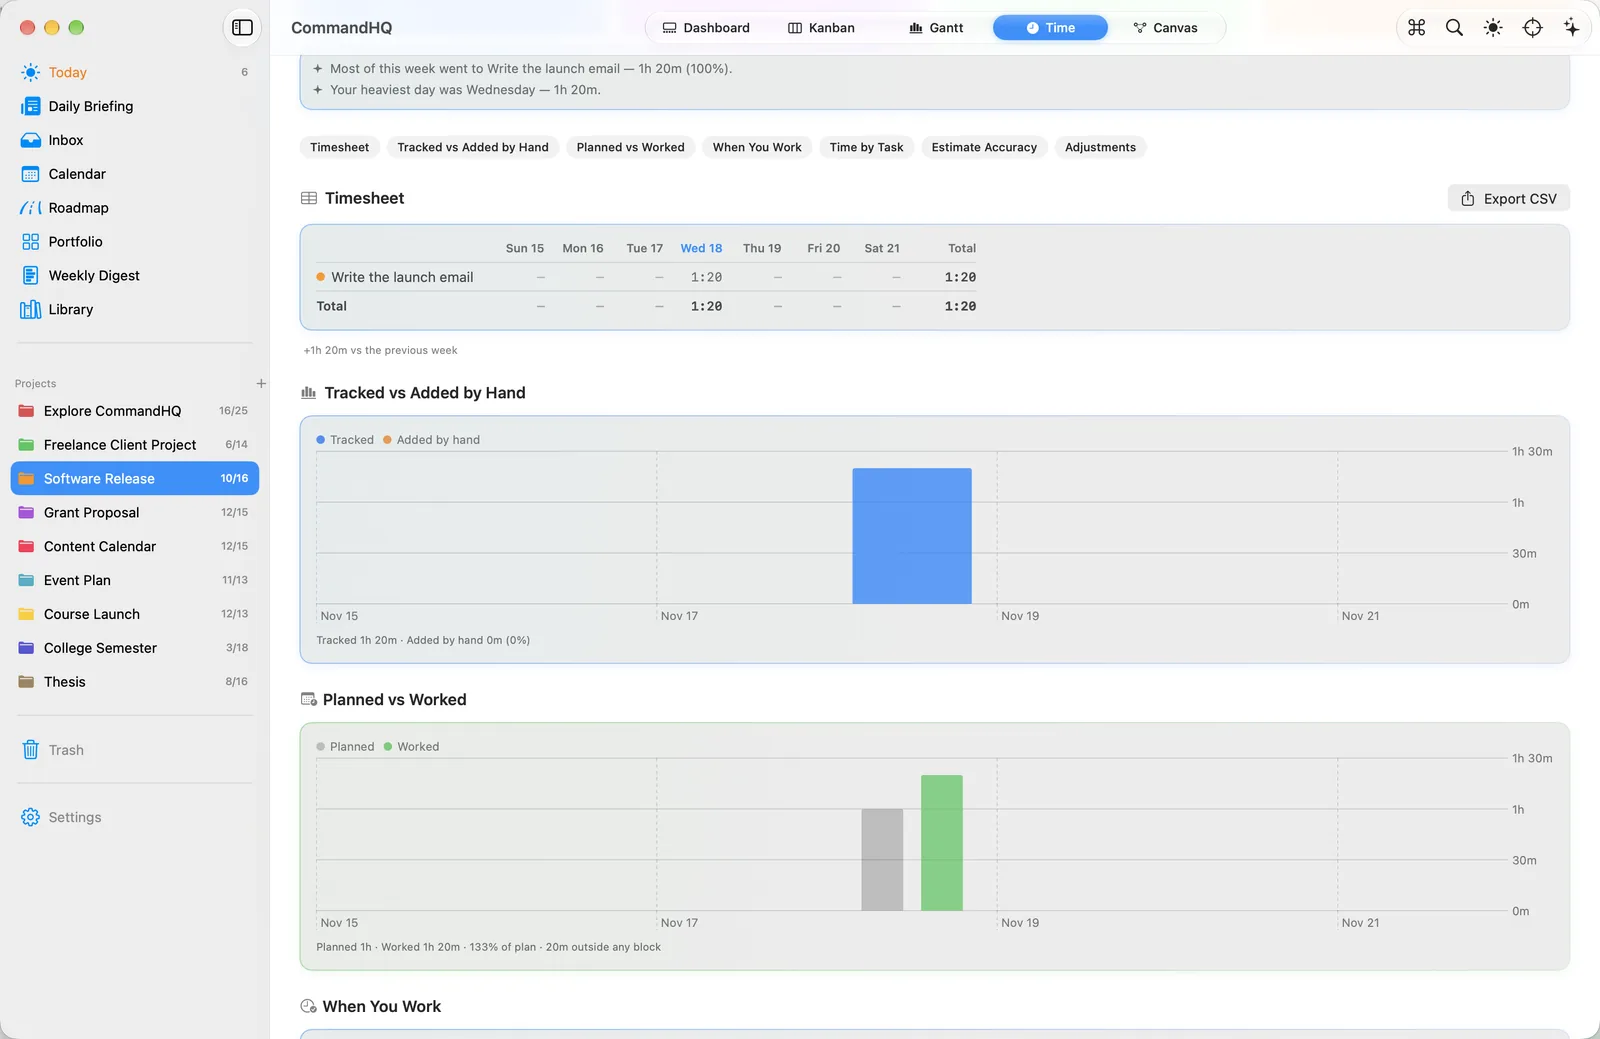 CommandHQ
Dashboard
Kanban
Gantt
Time
Canvas
Today 6
Daily Briefing
Inbox
Calendar
Roadmap
Portfolio
Weekly Digest
Library
Projects +
Explore CommandHQ 16/25
Freelance Client Project 6/14
Software Release 10/16
Grant Proposal 12/15
Content Calendar 12/15
Event Plan 11/13
Course Launch 12/13
College Semester 3/18
Thesis 8/16
Trash
Settings
Most of this week went to Write the launch email — 1h 20m (100%).
Your heaviest day was Wednesday — 1h 20m.
Timesheet
Tracked vs Added by Hand
Planned vs Worked
When You Work
Time by Task
Estimate Accuracy
Adjustments
Timesheet
Export CSV
Sun 15 Mon 16 Tue 17 Wed 18 Thu 19 Fri 20 Sat 21 Total
Write the launch email – – – 1:20 – – – 1:20
Total – – – 1:20 – – – 1:20
+1h 20m vs the previous week
Tracked vs Added by Hand
Tracked Added by hand
1h 30m
1h
30m
0m
Nov 15 Nov 17 Nov 19 Nov 21
Tracked 1h 20m · Added by hand 0m (0%)
Planned vs Worked
Planned Worked
1h 30m
1h
30m
0m
Nov 15 Nov 17 Nov 19 Nov 21
Planned 1h · Worked 1h 20m · 133% of plan · 20m outside any block
When You Work